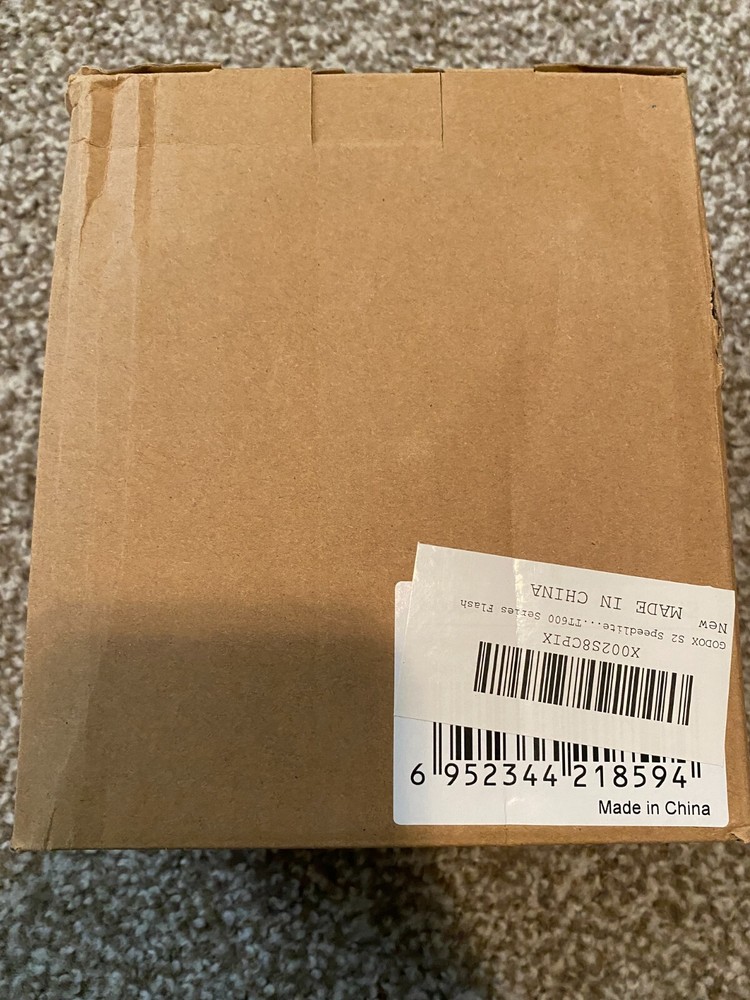 X002S8CPIX
GODOX S2 Speedlite...TT600 Series Flash
New
MADE IN CHINA
6 952344 218594
Made in China